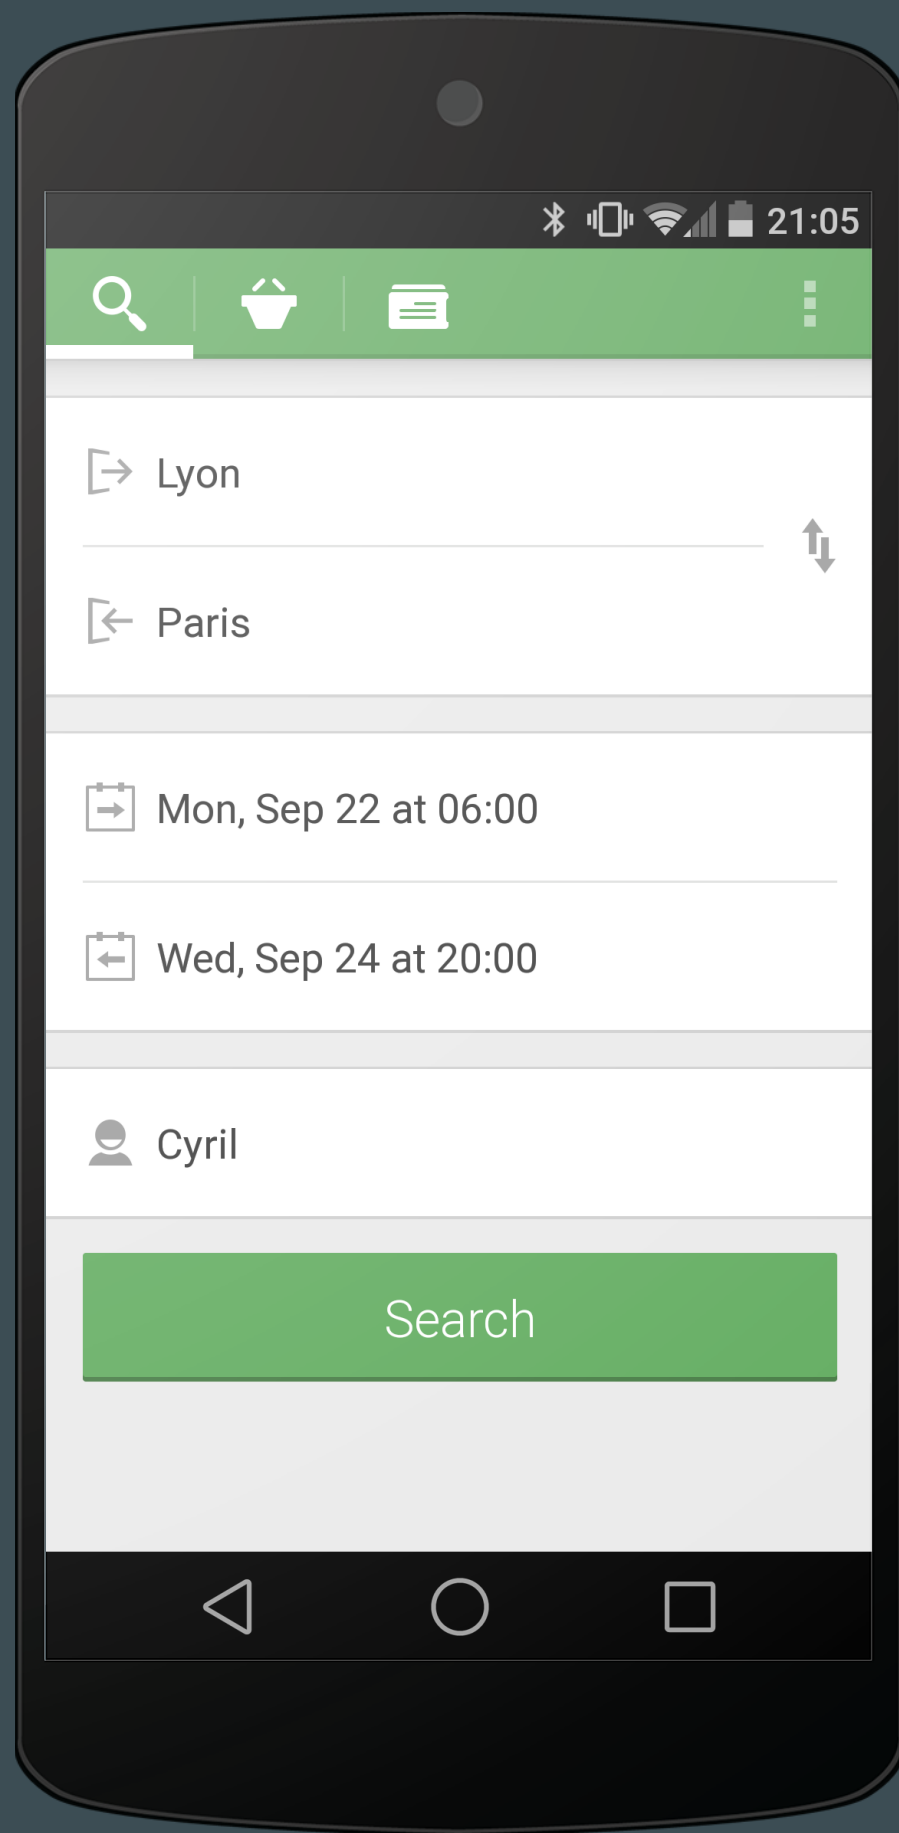 21:05
Lyon
Paris
Mon, Sep 22 at 06:00
Wed, Sep 24 at 20:00
Cyril
Search